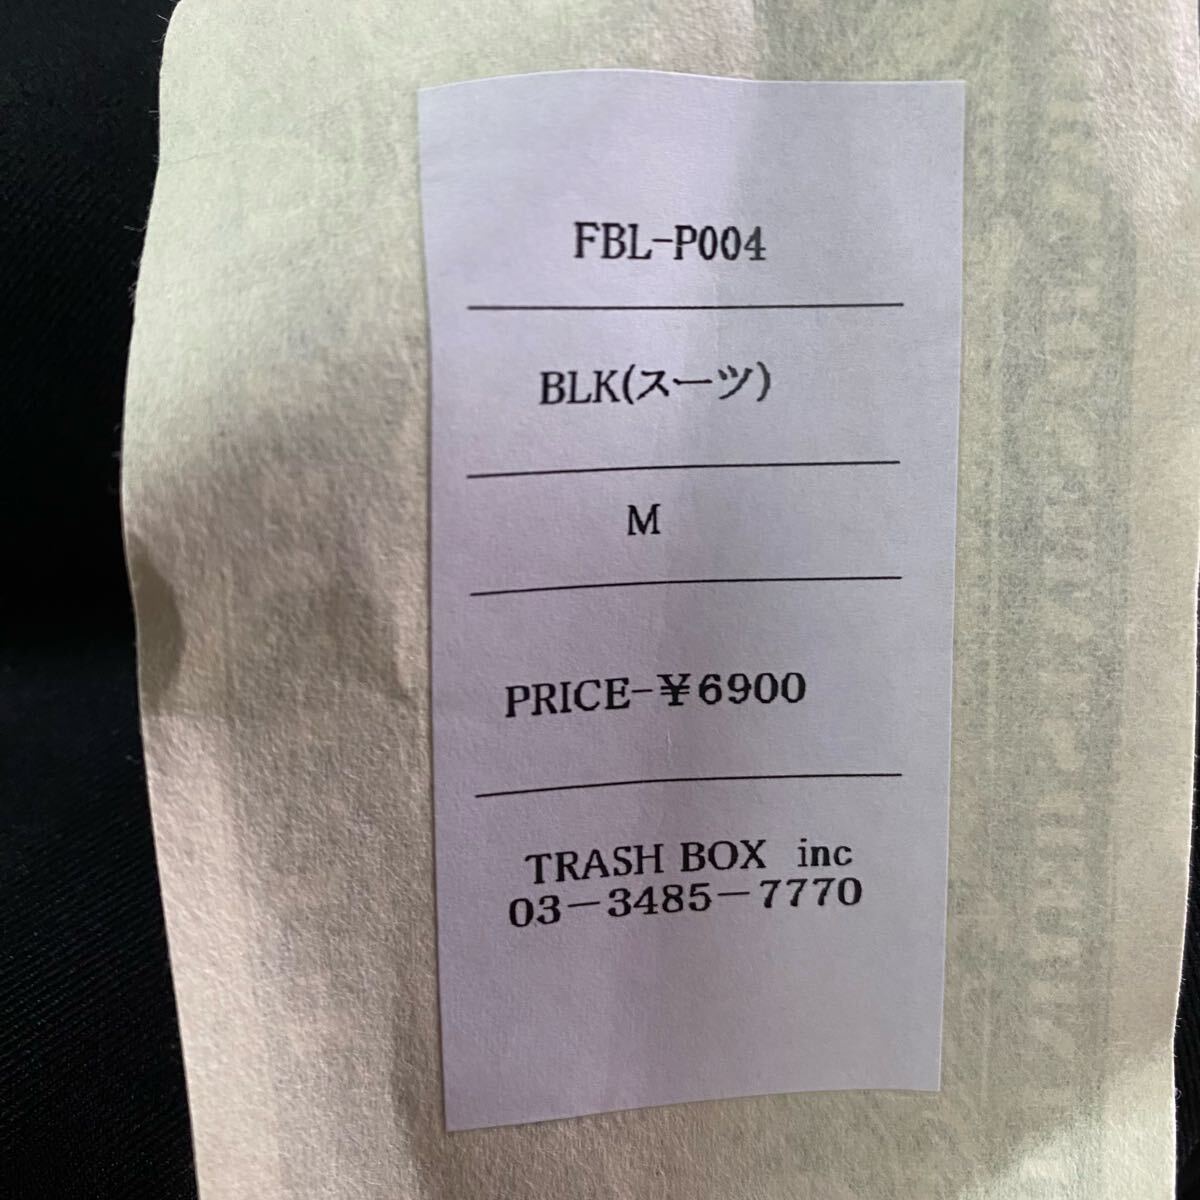 FBL-P004
BLK(スーツ)
M
PRICE-¥6900
TRASH BOX inc
03-3485-7770